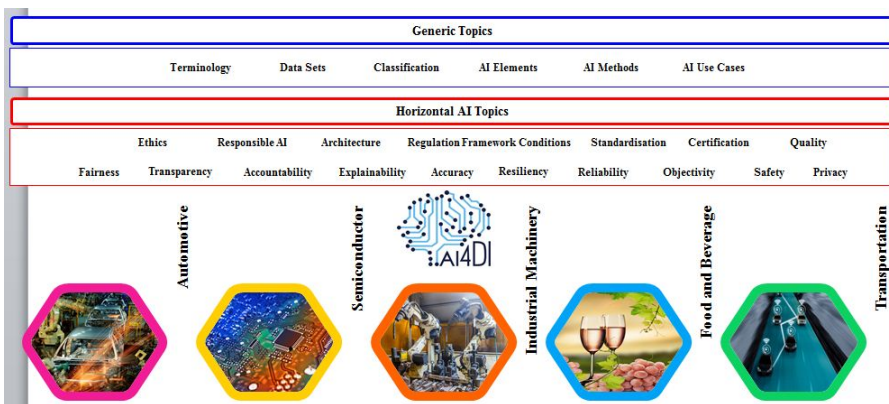 Generic Topics
Terminology Data Sets Classification AI Elements AI Methods AI Use Cases
Horizontal AI Topics
Ethics Responsible AI Architecture Regulation Framework Conditions Standardisation Certification Quality
Fairness Transparency Accountability Explainability Accuracy Resiliency Reliability Objectivity Safety Privacy
Automotive
Semiconductor
AI4DI
Industrial Machinery
Food and Beverage
Transportation